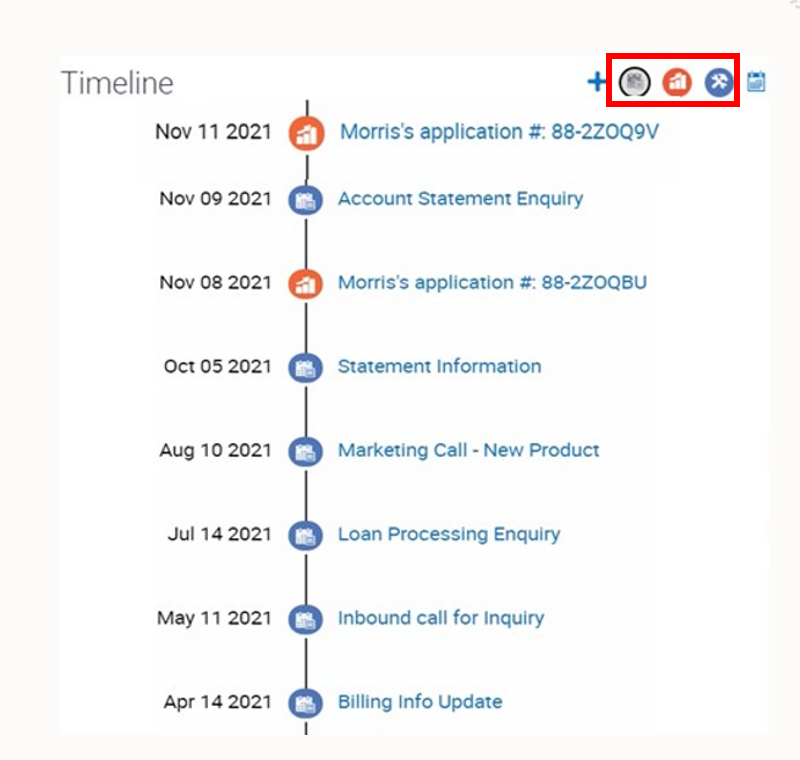 Timeline
Nov 11 2021 Morris's application #: 88-2ZOQ9V
Nov 09 2021 Account Statement Enquiry
Nov 08 2021 Morris's application #: 88-2ZOQBU
Oct 05 2021 Statement Information
Aug 10 2021 Marketing Call - New Product
Jul 14 2021 Loan Processing Enquiry
May 11 2021 Inbound call for Inquiry
Apr 14 2021 Billing Info Update